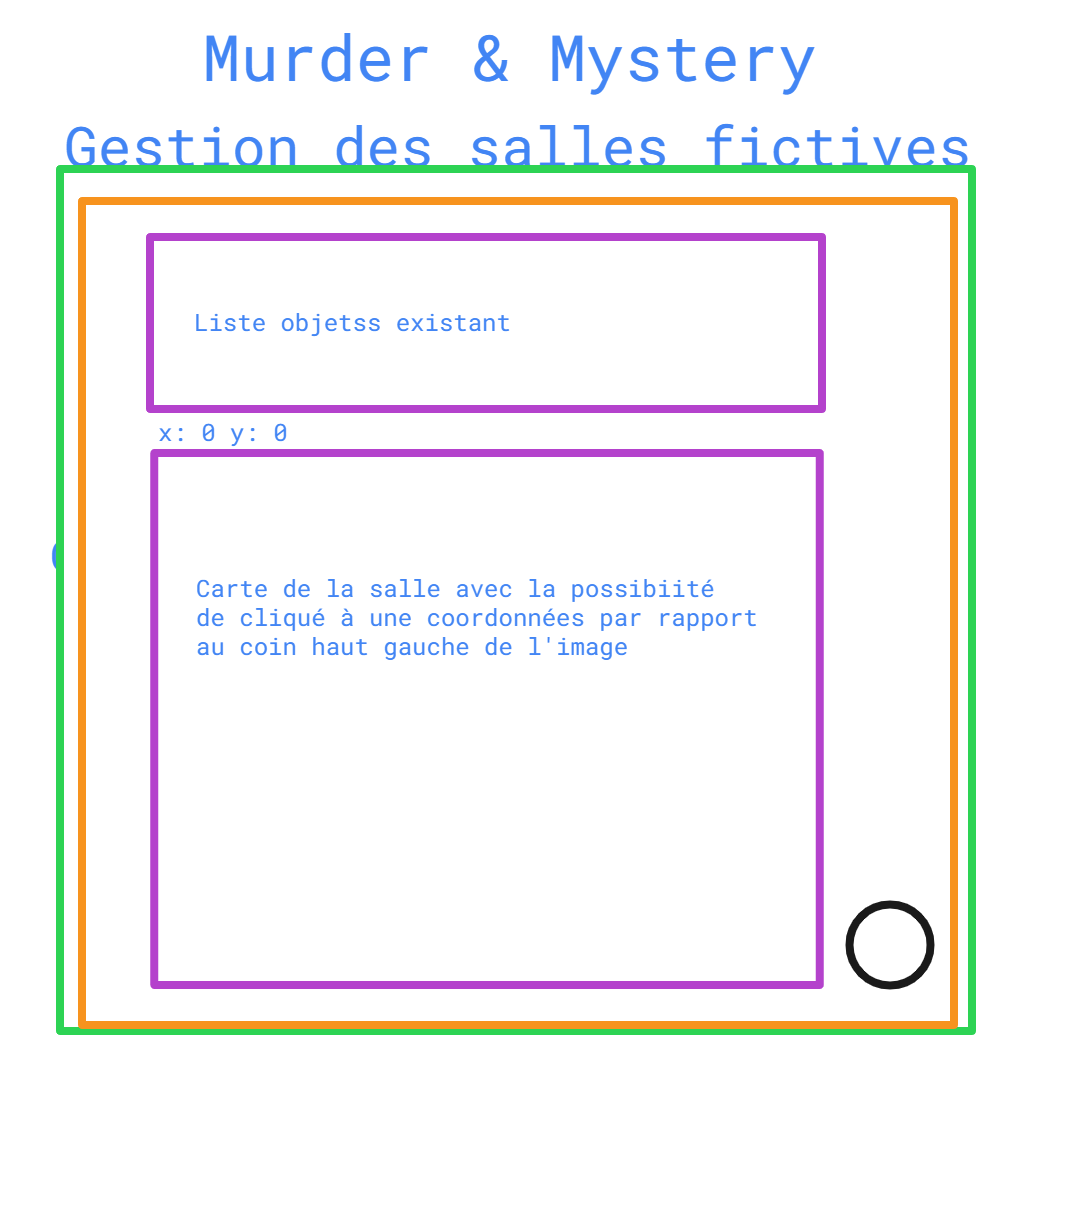 Murder & Mystery
Gestion des salles fictives
Liste objetss existant
x: 0 y: 0
Carte de la salle avec la possibiité
de cliqué à une coordonnées par rapport
au coin haut gauche de l'image